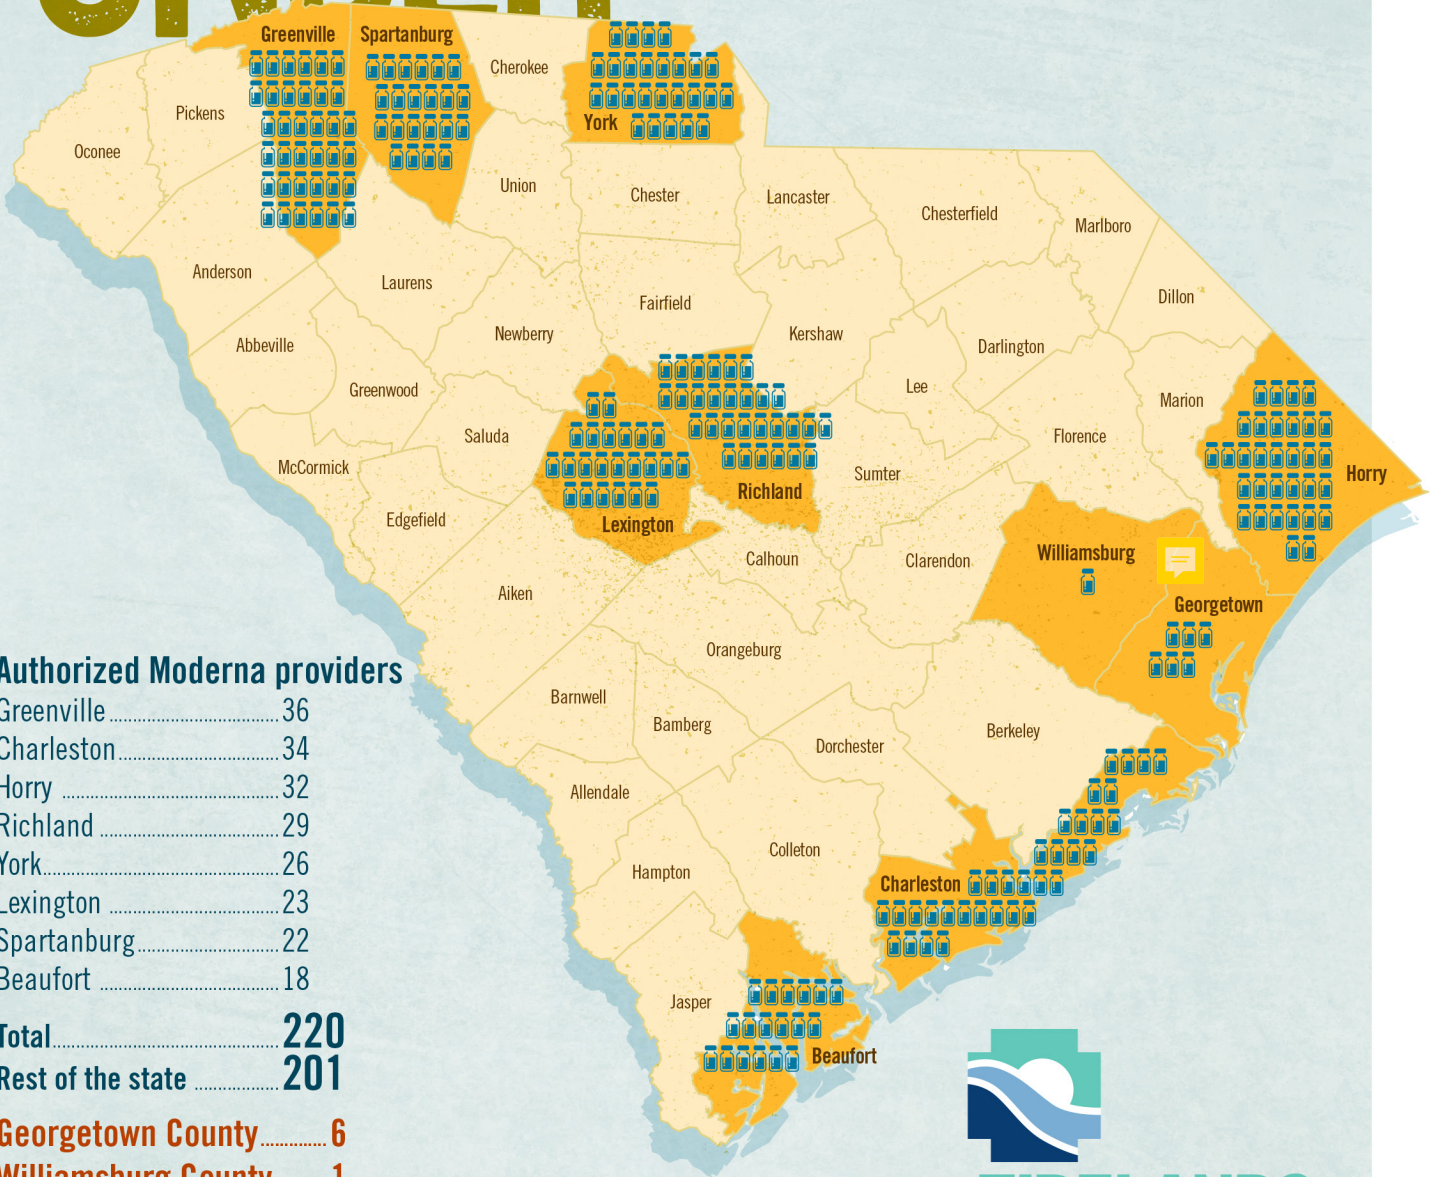 Greenville
Spartanburg
Cherokee
York
Pickens
Oconee
Union
Chester
Lancaster
Chesterfield
Marlboro
Anderson
Laurens
Fairfield
Dillon
Abbeville
Newberry
Kershaw
Darlington
Greenwood
Lee
Marion
Saluda
Florence
McCormick
Sumter
Horry
Richland
Edgefield
Lexington
Williamsburg
Calhoun
Clarendon
Aiken
Georgetown
Orangeburg
Barnwell
Bamberg
Berkeley
Dorchester
Allendale
Colleton
Hampton
Charleston
Jasper
Beaufort
Authorized Moderna providers
Greenville 36
Charleston 34
Horry 32
Richland 29
York 26
Lexington 23
Spartanburg 22
Beaufort 18
Total 220
Rest of the state 201
Georgetown County 6
Williamsburg County 1